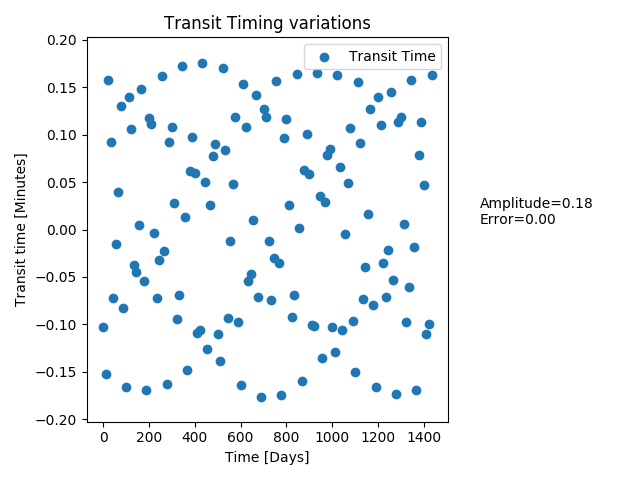 Transit Timing variations
Transit Time
0.20
0.15
0.10
0.05
0.00
−0.05
−0.10
−0.15
−0.20
Transit time [Minutes]
0 200 400 600 800 1000 1200 1400
Time [Days]
Amplitude=0.18
Error=0.00